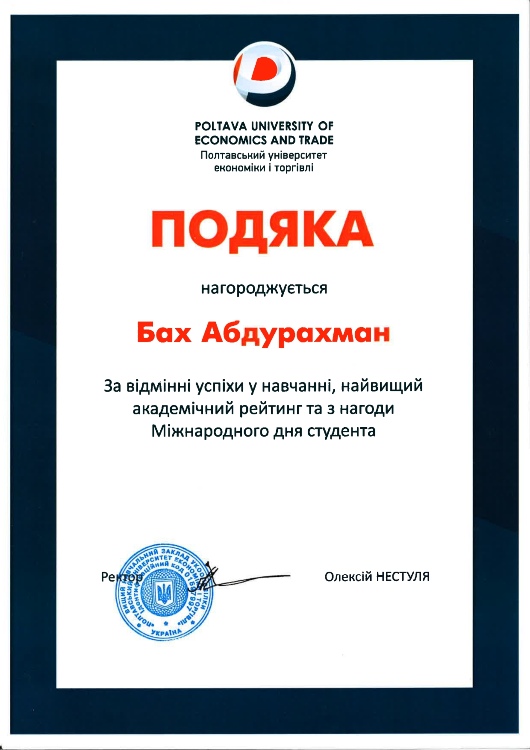 POLTAVA UNIVERSITY OF
ECONOMICS AND TRADE
Полтавський університет
економіки і торгівлі
ПОДЯКА
нагороджується
Бах Абдурахман
За відмінні успіхи у навчанні, найвищий
академічний рейтинг та з нагоди
Міжнародного дня студента
Ректор
Олексій НЕСТУЛЯ
УКРАЇНА